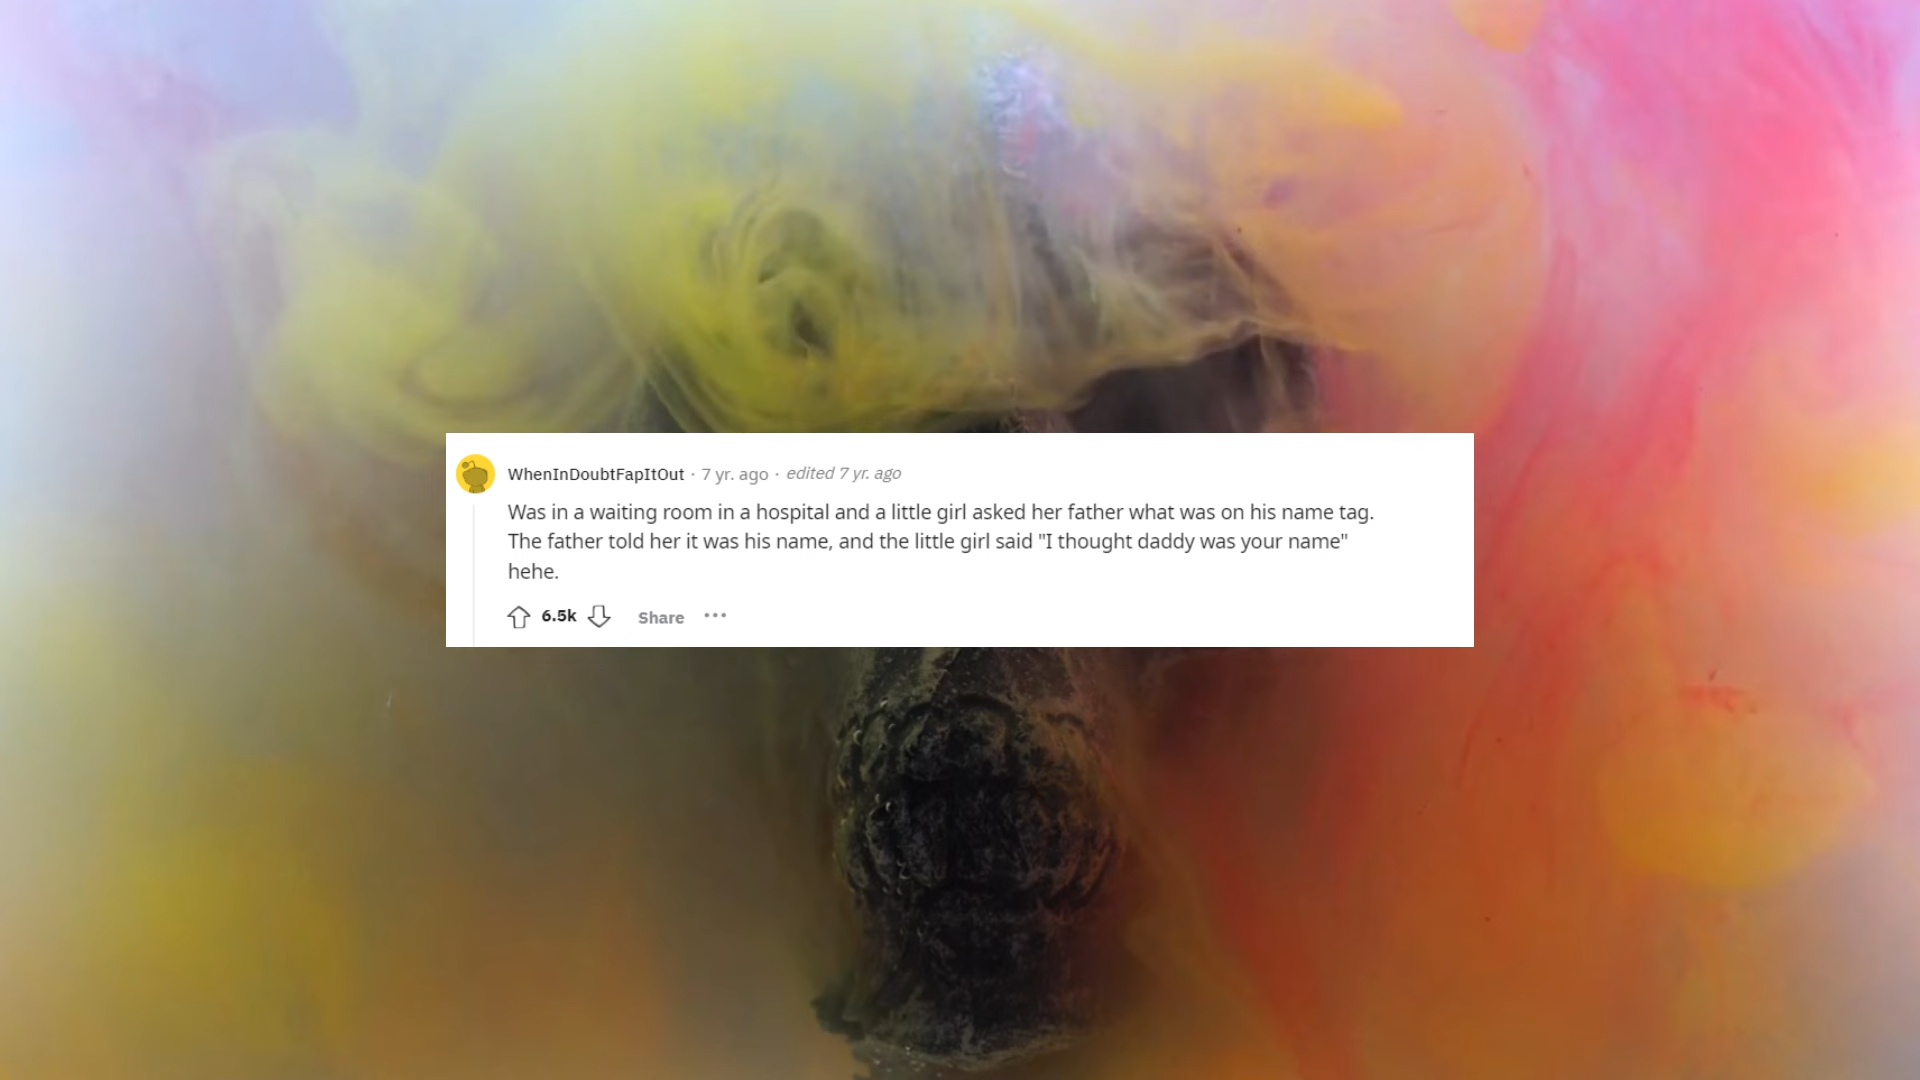 WhenInDoubtFapItOut · 7 yr. ago · edited 7 yr. ago
Was in a waiting room in a hospital and a little girl asked her father what was on his name tag.
The father told her it was his name, and the little girl said "I thought daddy was your name"
hehe.
6.5k Share ···